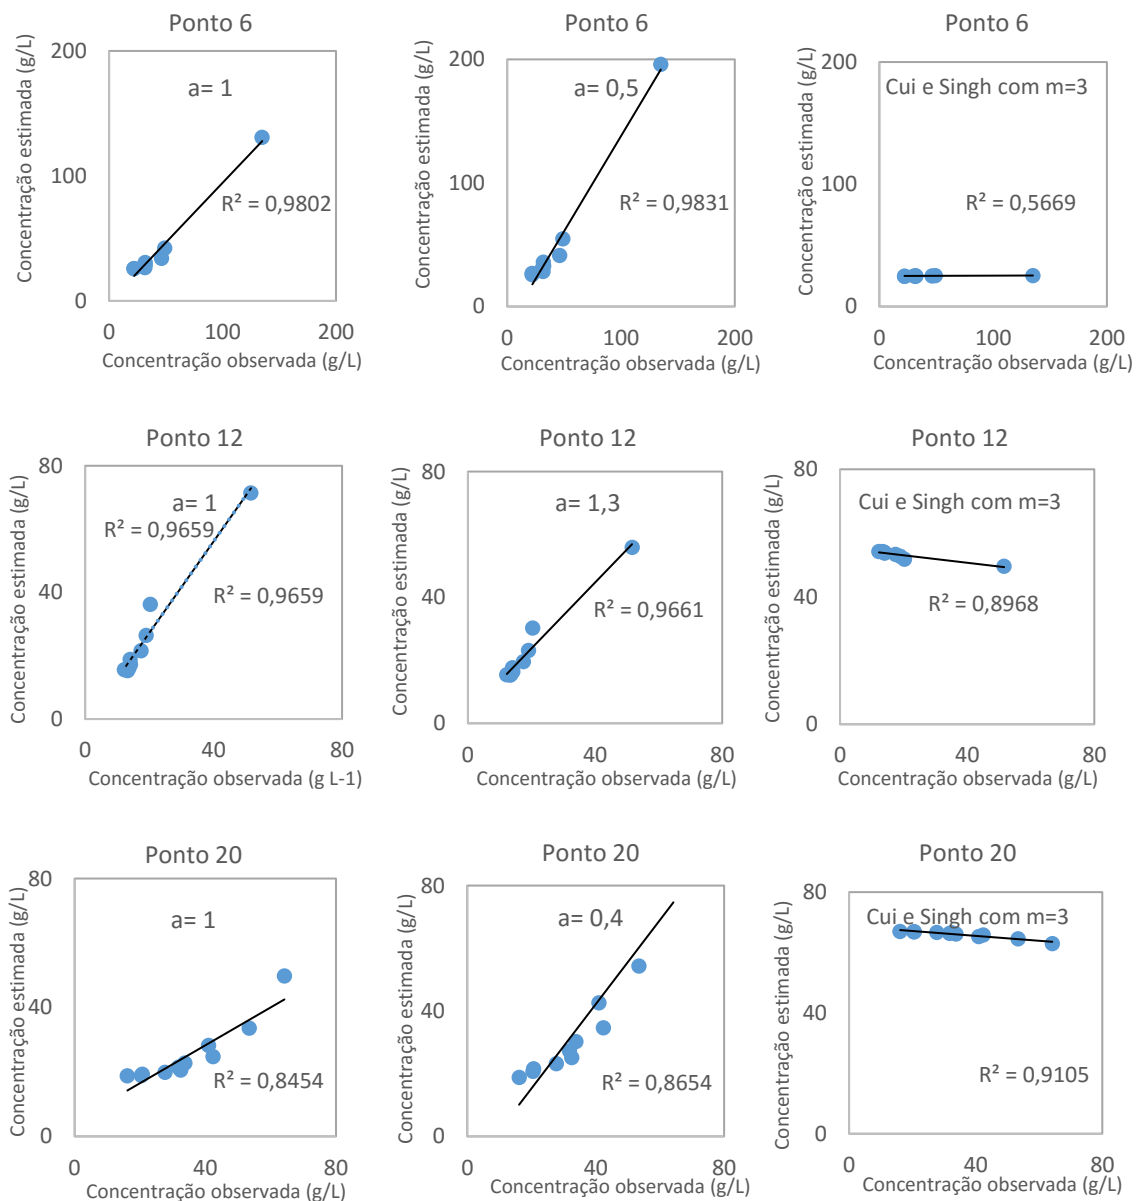 Ponto 6
Concentração estimada (g/L)
200
100
0
a= 1
R² = 0,9802
0 100 200
Concentração observada (g/L)
Ponto 6
Concentração estimada (g/L)
200
100
0
a= 0,5
R² = 0,9831
0 100 200
Concentração observada (g/L)
Ponto 6
Concentração estimada (g/L)
200
100
0
Cui e Singh com m=3
R² = 0,5669
0 100 200
Concentração observada (g/L)
Ponto 12
Concentração estimada (g/L)
80
40
0
a= 1
R² = 0,9659
R² = 0,9659
0 40 80
Concentração observada (g L-1)
Ponto 12
Concentração estimada (g/L)
80
40
0
a= 1,3
R² = 0,9661
0 40 80
Concentração observada (g/L)
Ponto 12
Concentração estimada (g/L)
80
40
0
Cui e Singh com m=3
R² = 0,8968
0 40 80
Concentração observada (g/L)
Ponto 20
Concentração estimada (g/L)
80
40
0
a= 1
R² = 0,8454
0 40 80
Concentração observada (g/L)
Ponto 20
Concentração estimada (g/L)
80
40
0
a= 0,4
R² = 0,8654
0 40 80
Concentração observada (g/L)
Ponto 20
Concentração estimada (g/L)
80
40
0
Cui e Singh com m=3
R² = 0,9105
0 40 80
Concentração observada (g/L)